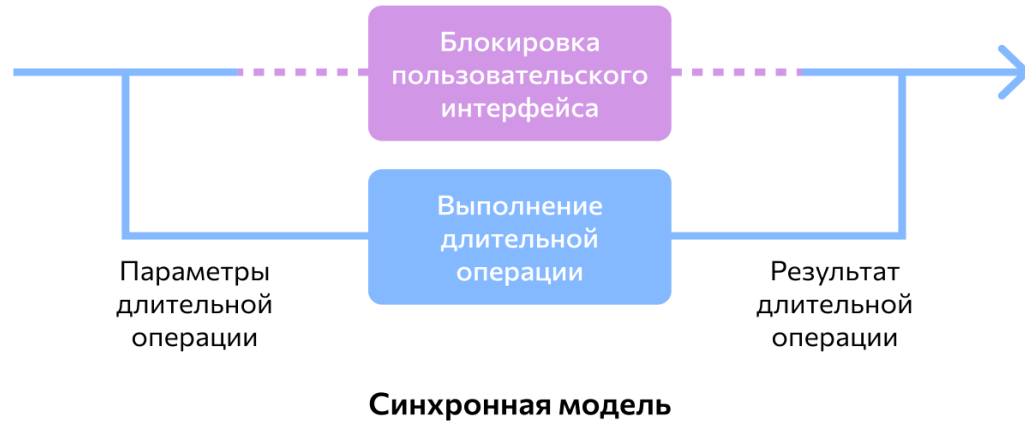 Блокировка
пользовательского
интерфейса
Выполнение
длительной
операции
Параметры
длительной
операции
Результат
длительной
операции
Синхронная модель